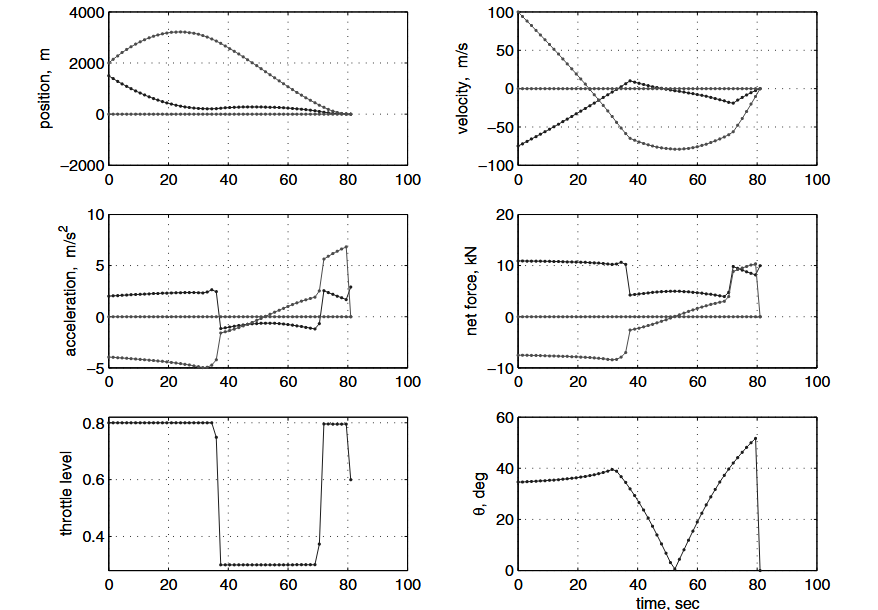 4000
2000
0
−2000
position, m
0 20 40 60 80 100
100
50
0
−50
−100
velocity, m/s
0 20 40 60 80 100
10
5
0
−5
acceleration, m/s²
0 20 40 60 80 100
20
10
0
−10
net force, kN
0 20 40 60 80 100
0.8
0.6
0.4
throttle level
0 20 40 60 80 100
60
40
20
0
θ, deg
0 20 40 60 80 100
time, sec